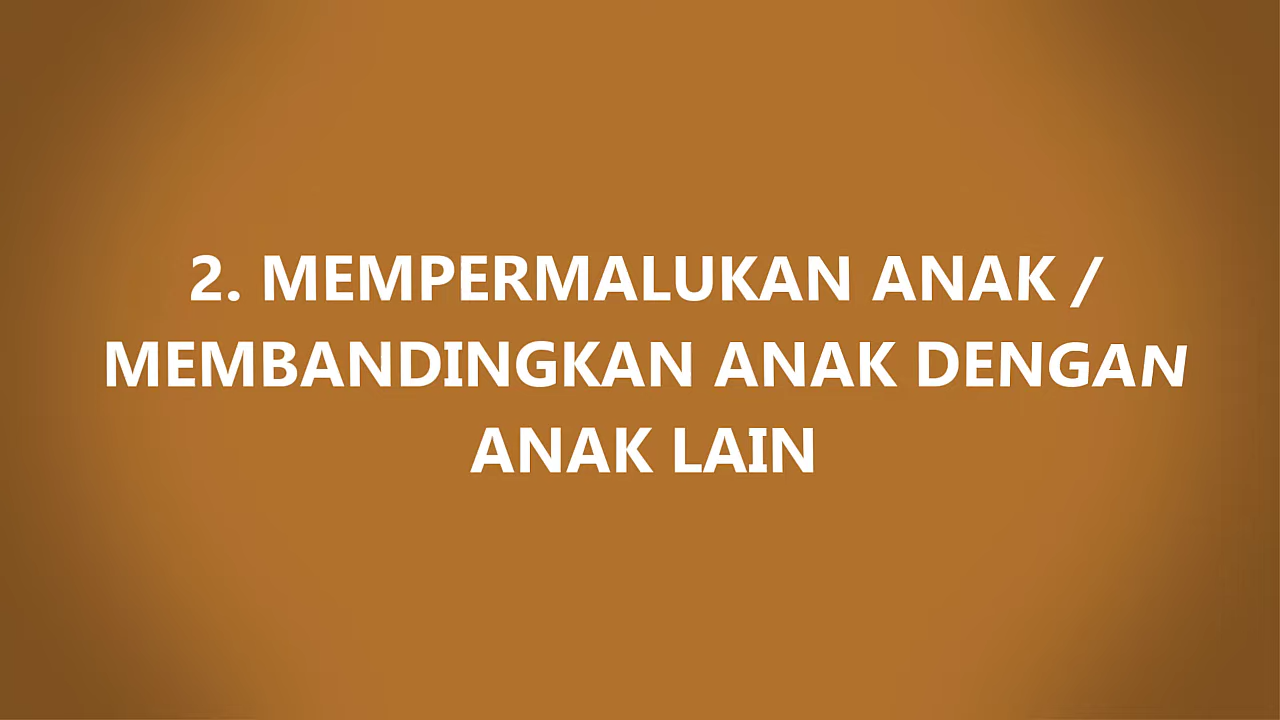 2. MEMPERMALUKAN ANAK /
MEMBANDINGKAN ANAK DENGAN
ANAK LAIN